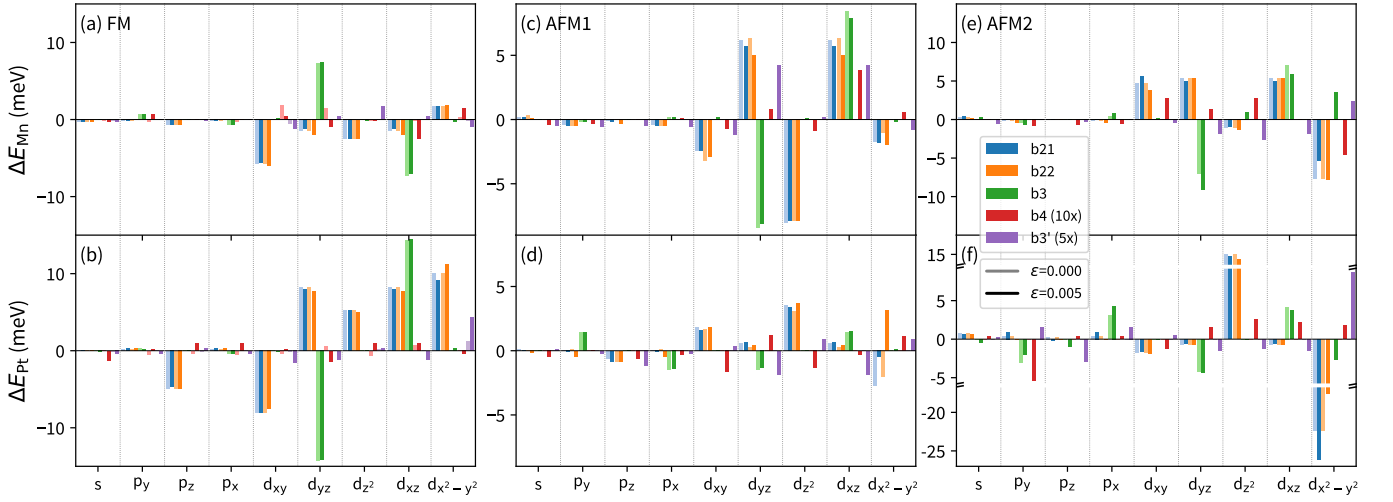 (a) FM
(c) AFM1
(e) AFM2
ΔE_Mn (meV)
10
0
−10
5
0
−5
10
5
0
−5
−10
b21
b22
b3
b4 (10x)
b3' (5x)
ε=0.000
ε=0.005
(b)
(d)
(f)
ΔE_Pt (meV)
10
0
−10
5
0
−5
15
5
0
-5
-20
-25
s p_y p_z p_x d_xy d_yz d_z² d_xz d_x²−y²
s p_y p_z p_x d_xy d_yz d_z² d_xz d_x²−y²
s p_y p_z p_x d_xy d_yz d_z² d_xz d_x²−y²